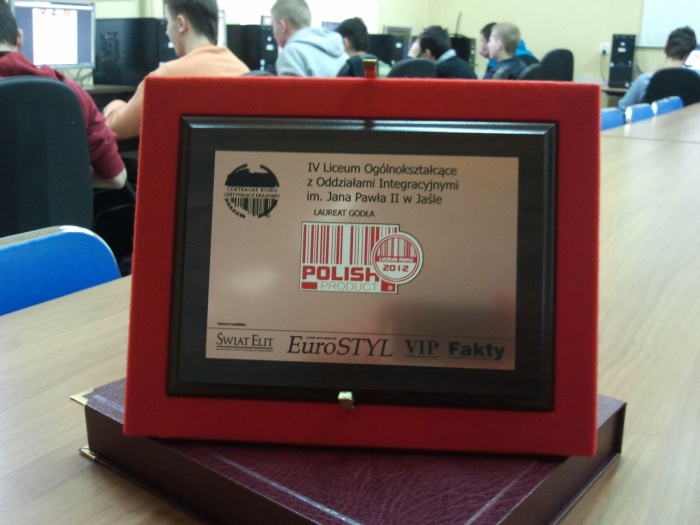 CENTRALNE BIURO
CERTYFIKACJI KRAJOWEJ
IV Liceum Ogólnokształcące
z Oddziałami Integracyjnymi
im. Jana Pawła II w Jaśle
LAUREAT GODŁA
POLISH
PRODUCT
LICEUM ROKU
2012
ŚWIAT ELIT
EuroSTYL
VIP
Fakty